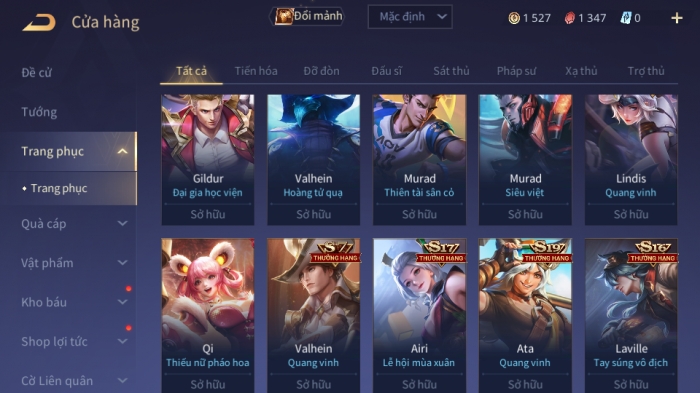 Cửa hàng
Đổi mảnh
Mặc định
1 527
1 347
0
Đề cử
Tướng
Trang phục
Trang phục
Quà cáp
Vật phẩm
Kho báu
Shop lợi tức
Cờ Liên quân
Tất cả
Tiến hóa
Đỡ đòn
Đấu sĩ
Sát thủ
Pháp sư
Xạ thủ
Trợ thủ
Gildur
Đại gia học viện
Sở hữu
Valhein
Hoàng tử quạ
Sở hữu
Murad
Thiên tài sân cỏ
Sở hữu
Murad
Siêu việt
Sở hữu
Lindis
Quang vinh
Sở hữu
Qi
Thiếu nữ pháo hoa
Sở hữu
THƯỞNG HẠNG
Valhein
Quang vinh
Sở hữu
S17
THƯỞNG HẠNG
Airi
Lễ hội mùa xuân
Sở hữu
S19
THƯỞNG HẠNG
Ata
Quang vinh
Sở hữu
S16
THƯỞNG HẠNG
Laville
Tay súng vô địch
Sở hữu